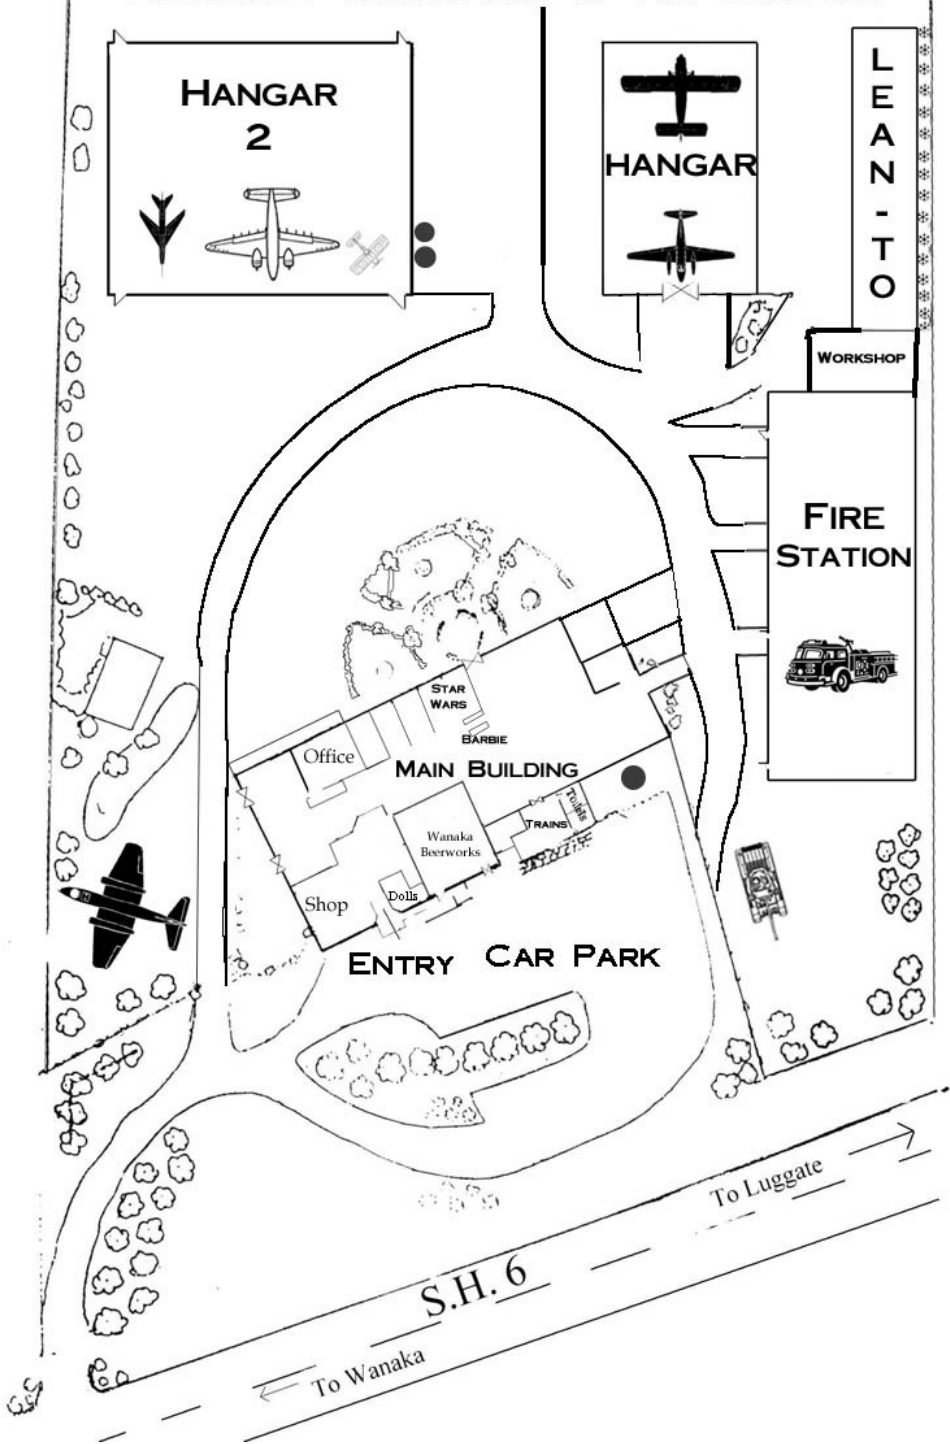 HANGAR
2
HANGAR
LEAN-TO
WORKSHOP
FIRE
STATION
STAR
WARS
BARBIE
Office
MAIN BUILDING
Toilets
TRAINS
Wanaka
Beerworks
Dolls
Shop
ENTRY
CAR PARK
To Luggate
S.H. 6
To Wanaka